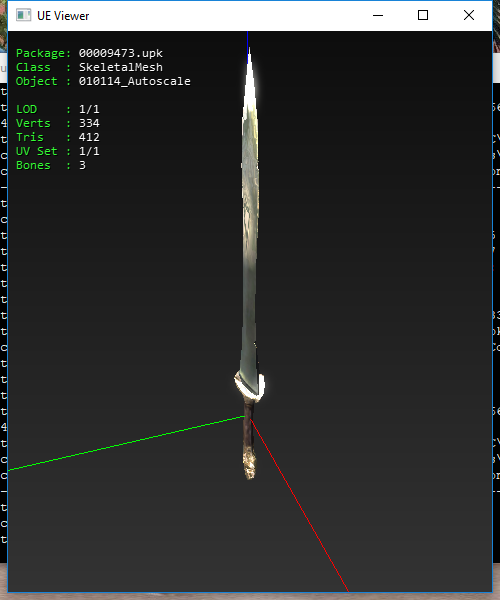 UE Viewer
Package: 00009473.upk
Class : SkeletalMesh
Object : 010114_Autoscale
LOD : 1/1
Verts : 334
Tris : 412
UV Set : 1/1
Bones : 3